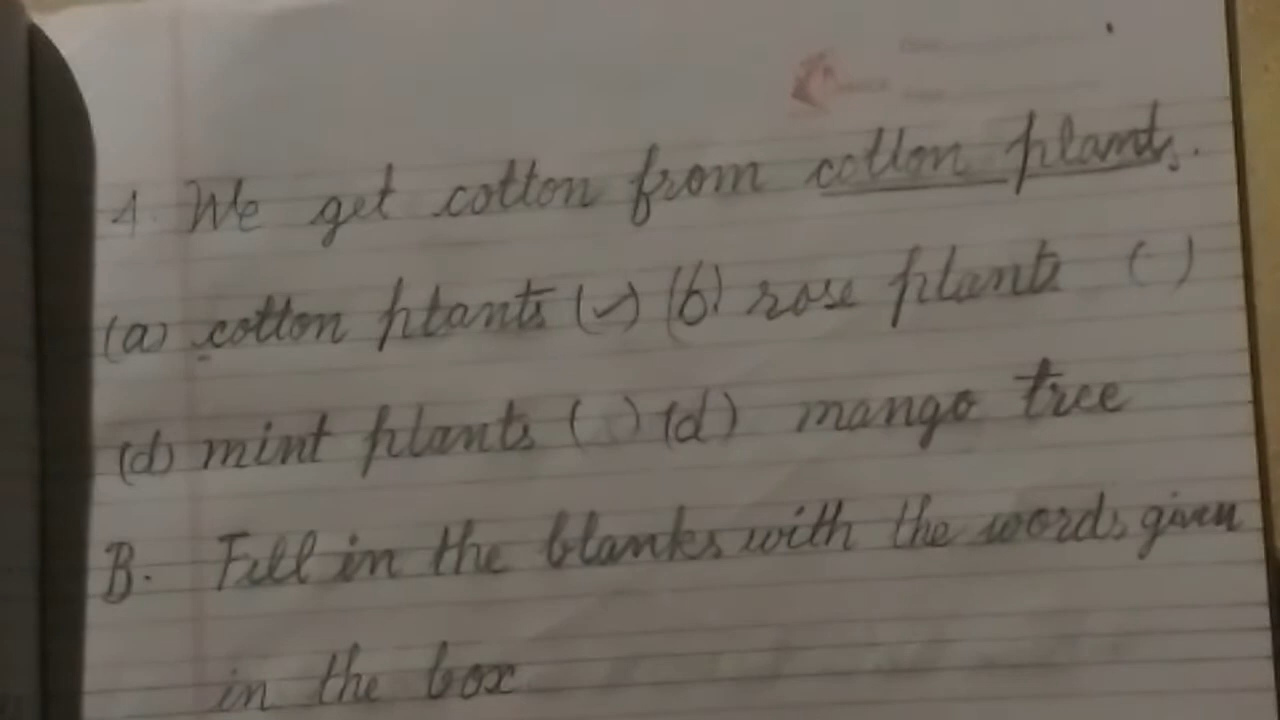 4. We get cotton from cotton plants.
(a) cotton plants (✓) (b) rose plants ( )
(d) mint plants ( ) (d) mango tree
B. Fill in the blanks with the words given
in the box